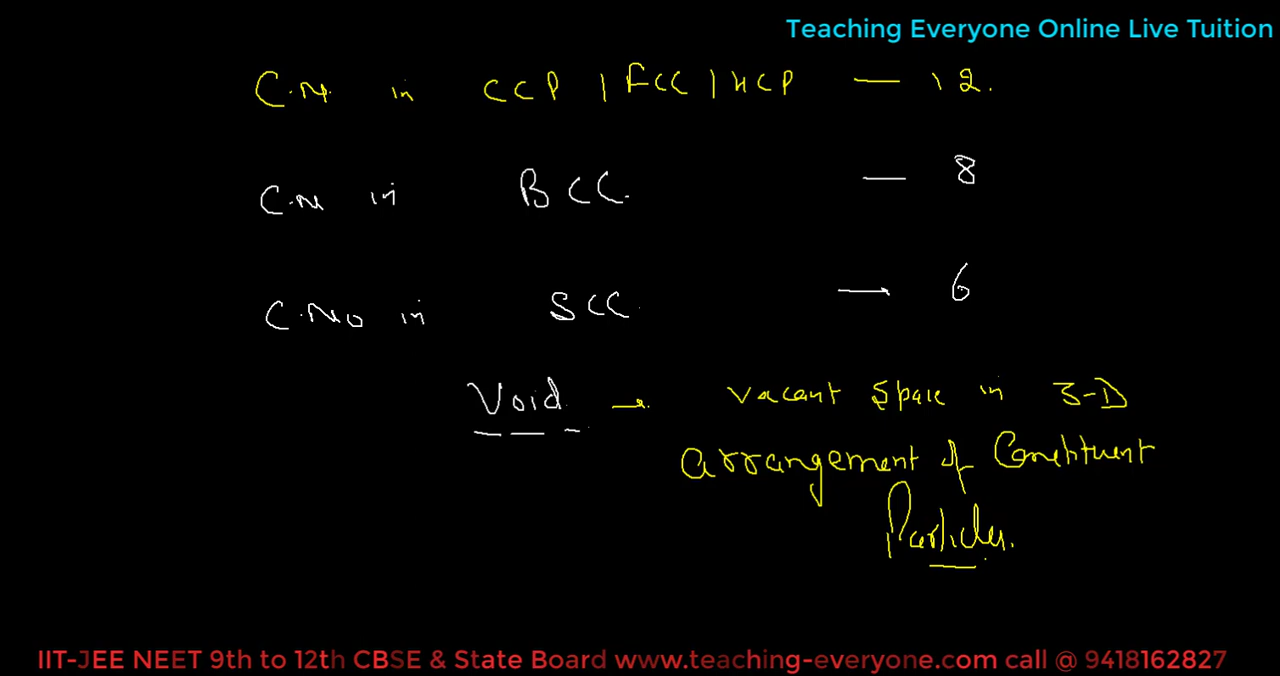 Teaching Everyone Online Live Tuition
C.N. in CCP | FCC | HCP — 12.
C.N in BCC. — 8
C.No in SCC. → 6
Void. → Vacant Space in 3-D
arrangement of Constituent
Particles.
IIT-JEE NEET 9th to 12th CBSE & State Board www.teaching-everyone.com call @ 9418162827